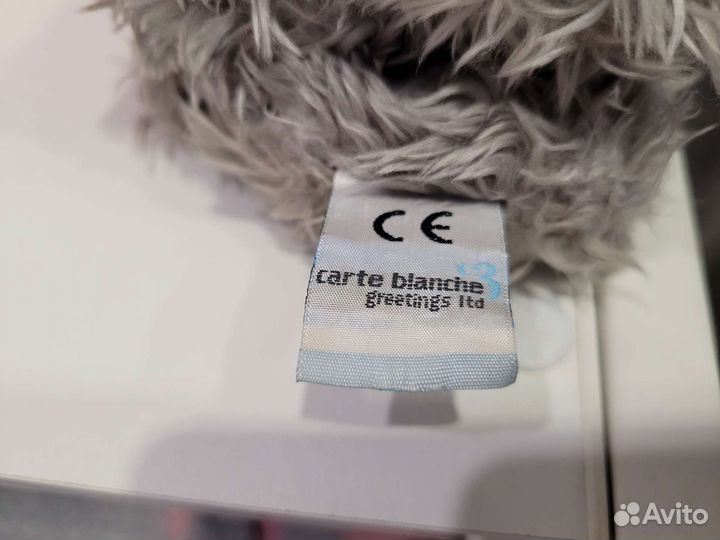 CE
carte blanche
greetings ltd
Avito